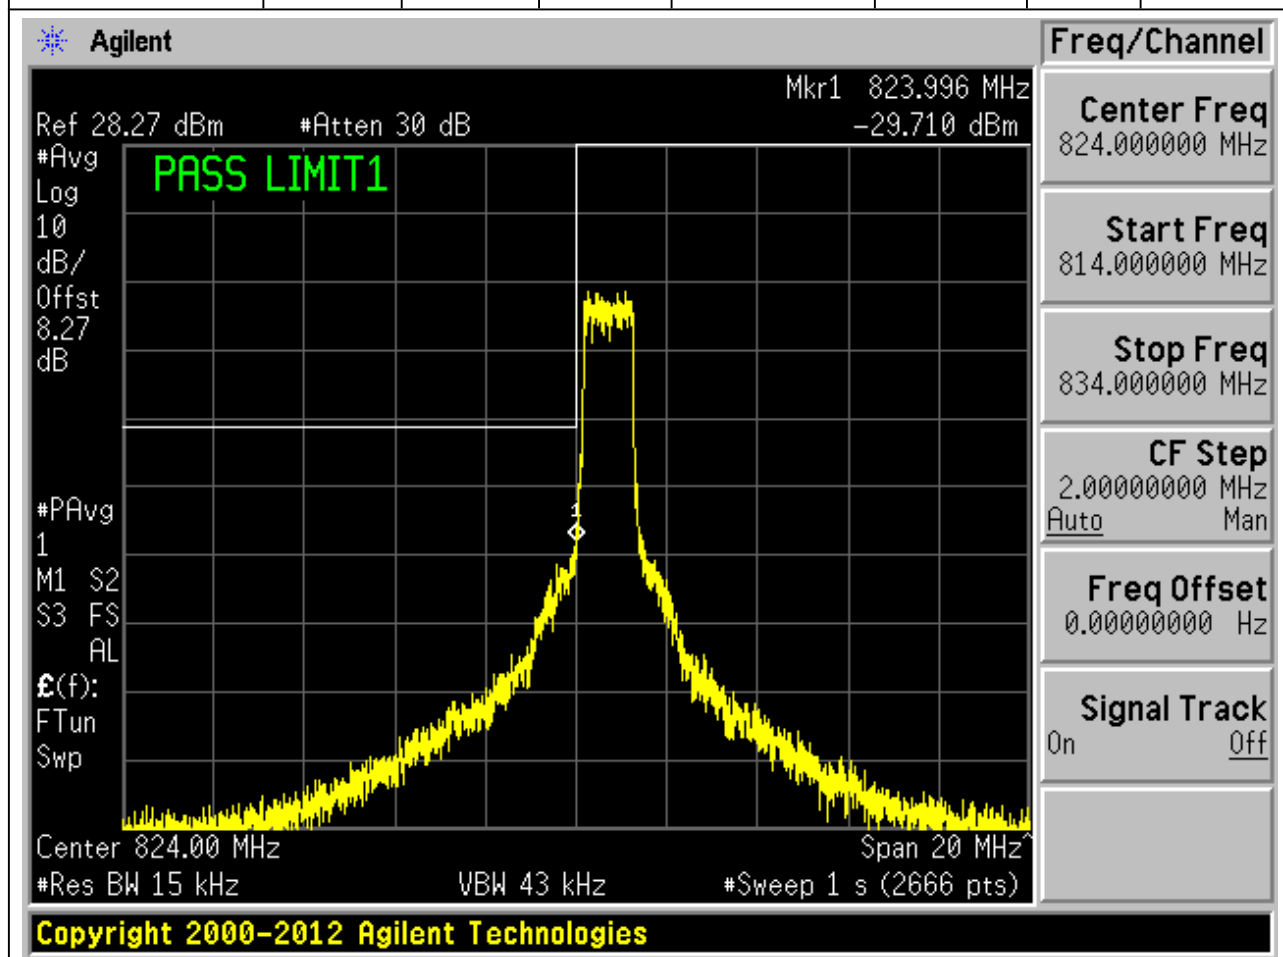 Agilent
Freq/Channel
Mkr1 823.996 MHz
Ref 28.27 dBm #Atten 30 dB -29.710 dBm
#Avg
Log
10
dB/
Offst
8.27
dB
PASS LIMIT1
#PAvg
1
M1 S2
S3 FS
AL
£(f):
FTun
Swp
1
Center 824.00 MHz Span 20 MHz^
#Res BW 15 kHz VBW 43 kHz #Sweep 1 s (2666 pts)
Copyright 2000-2012 Agilent Technologies
Center Freq
824.000000 MHz
Start Freq
814.000000 MHz
Stop Freq
834.000000 MHz
CF Step
2.00000000 MHz
Auto Man
Freq Offset
0.00000000 Hz
Signal Track
On Off